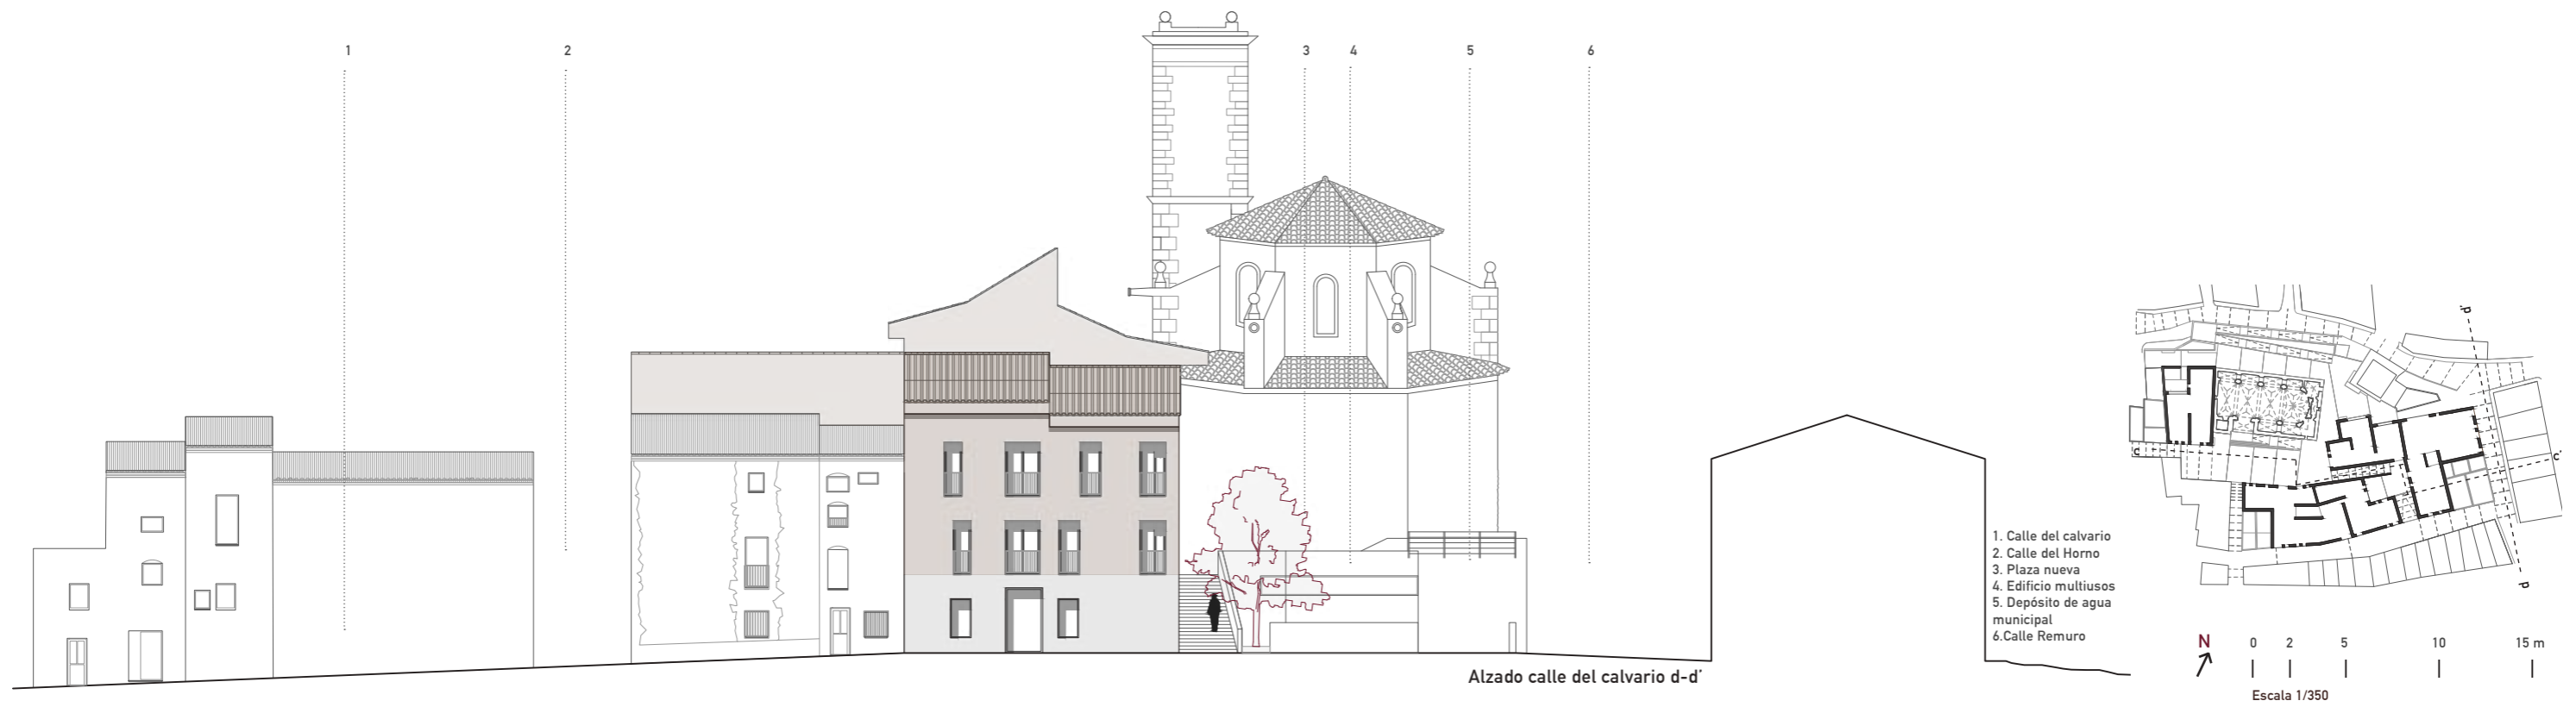 1
2
3
4
5
6
Alzado calle del calvario d-d'
1. Calle del calvario
2. Calle del Horno
3. Plaza nueva
4. Edificio multiusos
5. Depósito de agua
municipal
6.Calle Remuro
d'
c
c'
d
N
0 2 5 10 15 m
Escala 1/350